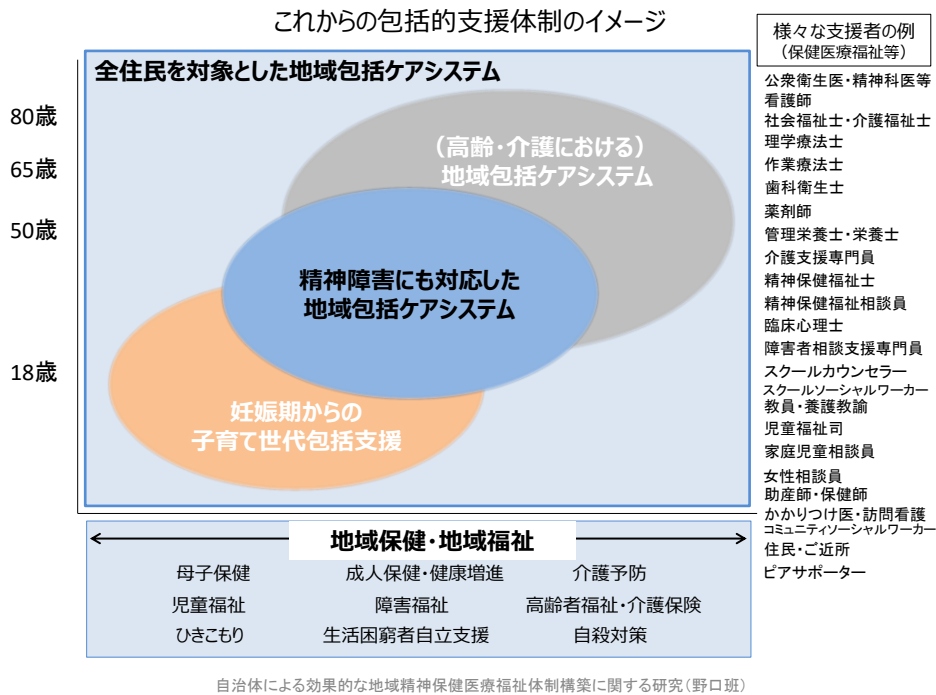 これからの包括的支援体制のイメージ
様々な支援者の例
（保健医療福祉等）
全住民を対象とした地域包括ケアシステム
80歳
65歳
50歳
18歳
（高齢・介護における）
地域包括ケアシステム
精神障害にも対応した
地域包括ケアシステム
妊娠期からの
子育て世代包括支援
公衆衛生医・精神科医等
看護師
社会福祉士・介護福祉士
理学療法士
作業療法士
歯科衛生士
薬剤師
管理栄養士・栄養士
介護支援専門員
精神保健福祉士
精神保健福祉相談員
臨床心理士
障害者相談支援専門員
スクールカウンセラー
スクールソーシャルワーカー
教員・養護教諭
児童福祉司
家庭児童相談員
女性相談員
助産師・保健師
かかりつけ医・訪問看護
コミュニティソーシャルワーカー
住民・ご近所
ピアサポーター
地域保健・地域福祉
母子保健 成人保健・健康増進 介護予防
児童福祉 障害福祉 高齢者福祉・介護保険
ひきこもり 生活困窮者自立支援 自殺対策
自治体による効果的な地域精神保健医療福祉体制構築に関する研究（野口班）